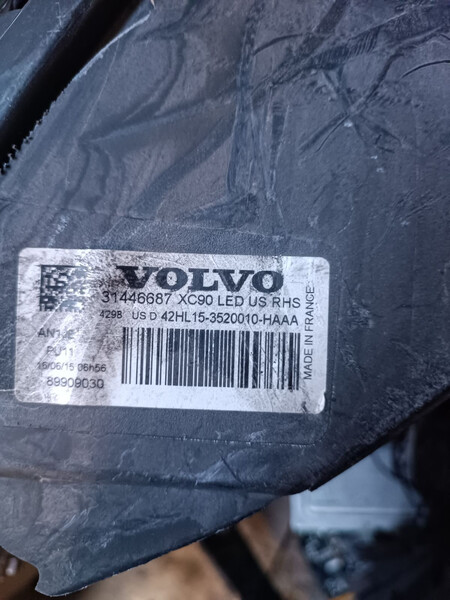 VOLVO
31446687 XC90 LED US RHS
4298 US D 42HL15-3520010-HAAA
PU11
15/06/15 06h56
89909030
MADE IN FRANCE